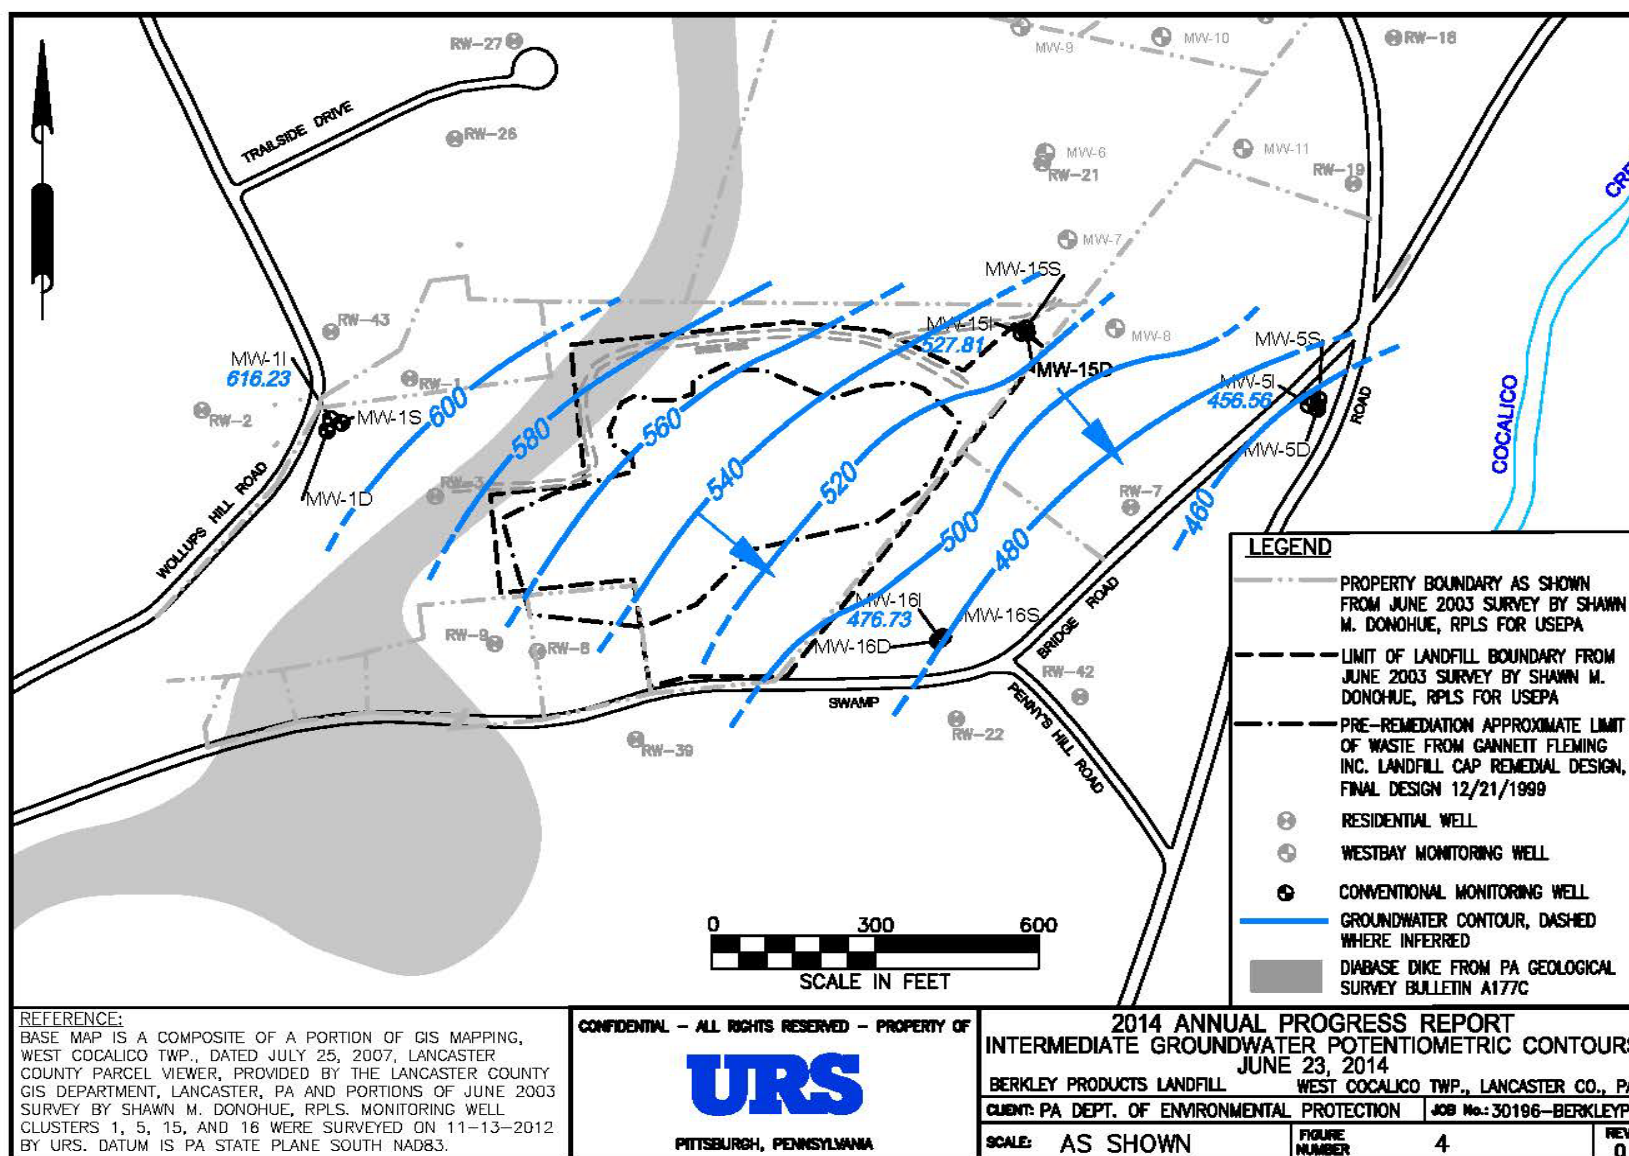 RW-27
MW-9
MW-10
RW-18
TRAILSIDE DRIVE
RW-26
MW-6
RW-21
MW-11
RW-19
MW-7
MW-15S
RW-43
MW-15I
527.81
MW-8
MW-1I
616.23
MW-5S
RW-1
MW-15D
MW-5I
456.56
RW-2
MW-1S
600
580
560
540
520
500
480
460
MW-5D
ROAD
COCALICO
CRE
RW-3
MW-1D
WOLLUPS HILL ROAD
RW-7
MW-16I
476.73
MW-16S
MW-16D
RW-9
RW-8
BRIDGE ROAD
RW-42
SWAMP
RW-22
PENNY'S HILL ROAD
RW-39
0 300 600
SCALE IN FEET
LEGEND
PROPERTY BOUNDARY AS SHOWN
FROM JUNE 2003 SURVEY BY SHAWN
M. DONOHUE, RPLS FOR USEPA
LIMIT OF LANDFILL BOUNDARY FROM
JUNE 2003 SURVEY BY SHAWN M.
DONOHUE, RPLS FOR USEPA
PRE-REMEDIATION APPROXIMATE LIMIT
OF WASTE FROM GANNETT FLEMING
INC. LANDFILL CAP REMEDIAL DESIGN,
FINAL DESIGN 12/21/1999
RESIDENTIAL WELL
WESTBAY MONITORING WELL
CONVENTIONAL MONITORING WELL
GROUNDWATER CONTOUR, DASHED
WHERE INFERRED
DIABASE DIKE FROM PA GEOLOGICAL
SURVEY BULLETIN A177C
REFERENCE:
BASE MAP IS A COMPOSITE OF A PORTION OF GIS MAPPING,
WEST COCALICO TWP., DATED JULY 25, 2007, LANCASTER
COUNTY PARCEL VIEWER, PROVIDED BY THE LANCASTER COUNTY
GIS DEPARTMENT, LANCASTER, PA AND PORTIONS OF JUNE 2003
SURVEY BY SHAWN M. DONOHUE, RPLS. MONITORING WELL
CLUSTERS 1, 5, 15, AND 16 WERE SURVEYED ON 11-13-2012
BY URS. DATUM IS PA STATE PLANE SOUTH NAD83.
CONFIDENTIAL - ALL RIGHTS RESERVED - PROPERTY OF
URS
PITTSBURGH, PENNSYLVANIA
2014 ANNUAL PROGRESS REPORT
INTERMEDIATE GROUNDWATER POTENTIOMETRIC CONTOURS
JUNE 23, 2014
BERKLEY PRODUCTS LANDFILL WEST COCALICO TWP., LANCASTER CO., PA
CLIENT: PA DEPT. OF ENVIRONMENTAL PROTECTION JOB No.: 30196-BERKLEYP
SCALE: AS SHOWN FIGURE NUMBER 4 REV 0